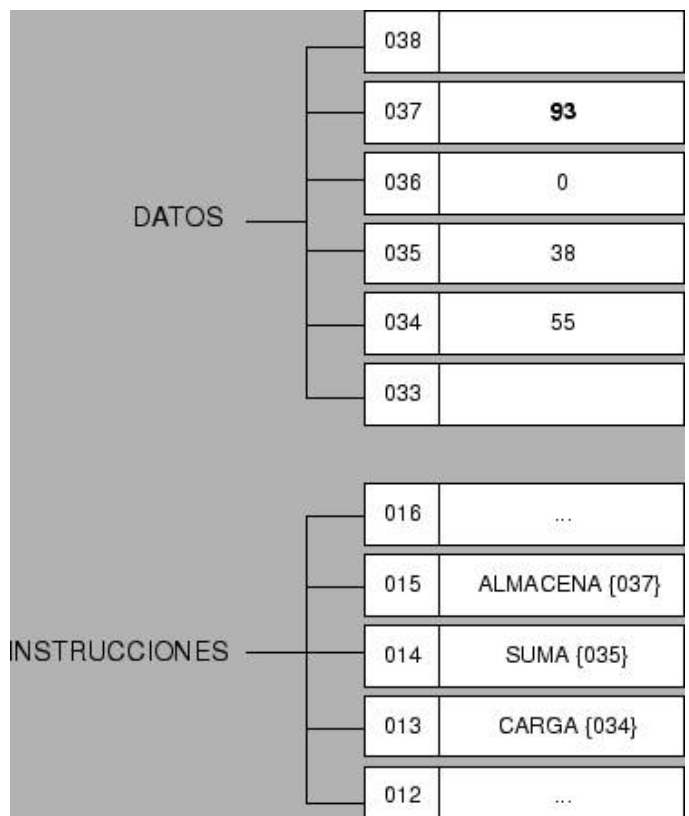 038
037 93
036 0
DATOS
035 38
034 55
033
016 ...
015 ALMACENA {037}
INSTRUCCIONES
014 SUMA {035}
013 CARGA {034}
012 ...